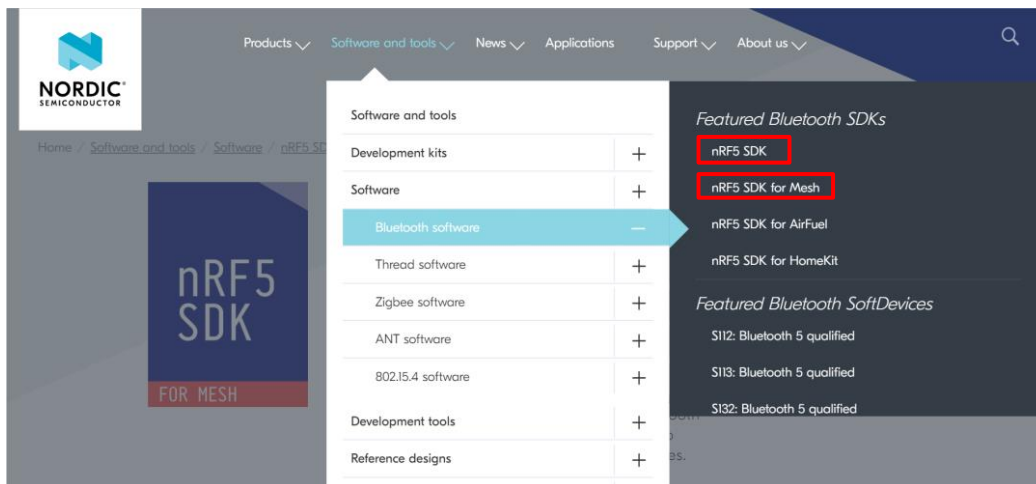 Products
Software and tools
News
Applications
Support
About us
NORDIC®
SEMICONDUCTOR
Home / Software and tools / Software / nRF5 SD
nRF5
SDK
FOR MESH
Software and tools
Development kits +
Software +
Bluetooth software –
Thread software +
Zigbee software +
ANT software +
802.15.4 software +
Development tools +
Reference designs +
Featured Bluetooth SDKs
nRF5 SDK
nRF5 SDK for Mesh
nRF5 SDK for AirFuel
nRF5 SDK for HomeKit
Featured Bluetooth SoftDevices
S112: Bluetooth 5 qualified
S113: Bluetooth 5 qualified
S132: Bluetooth 5 qualified
es.